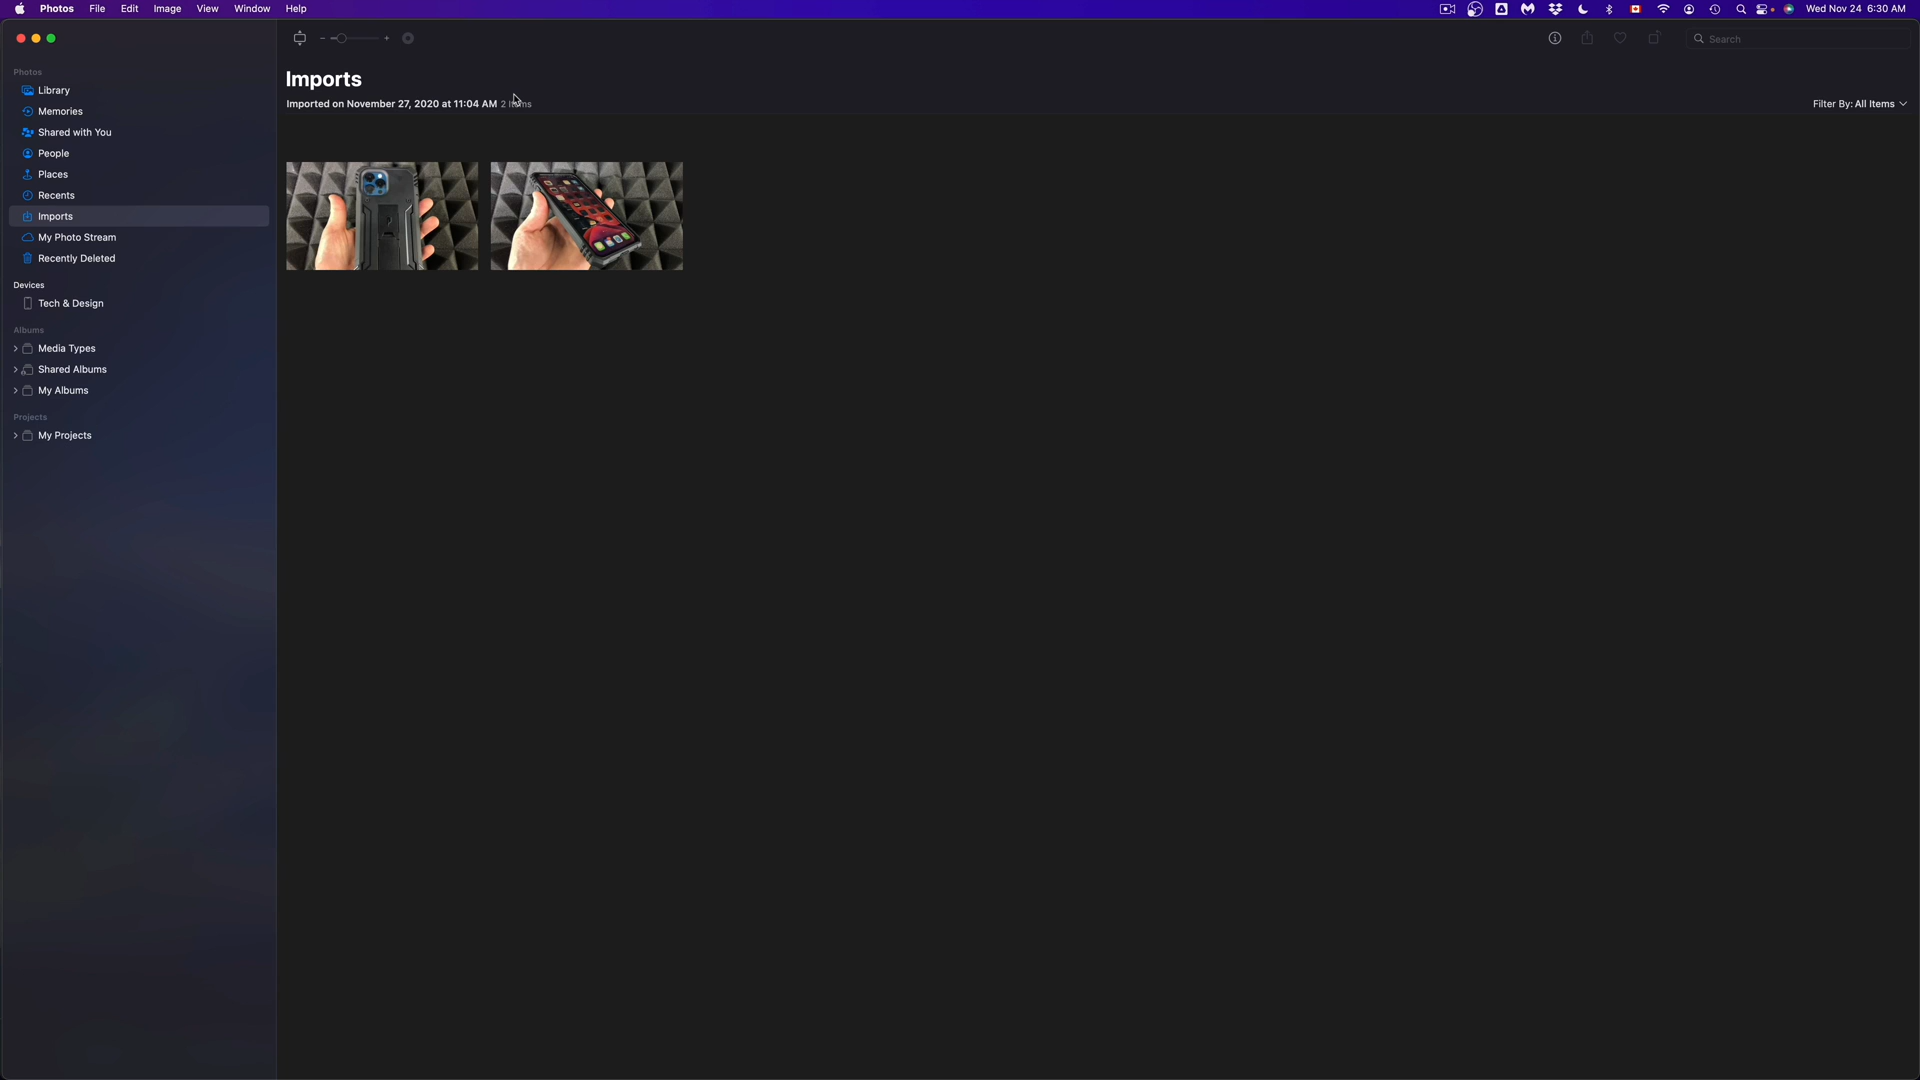 Photos File Edit Image View Window Help
Wed Nov 24 6:30 AM
Search
Photos
Library
Memories
Shared with You
People
Places
Recents
Imports
My Photo Stream
Recently Deleted
Devices
Tech & Design
Albums
Media Types
Shared Albums
My Albums
Projects
My Projects
Imports
Imported on November 27, 2020 at 11:04 AM 2 Items
Filter By: All Items